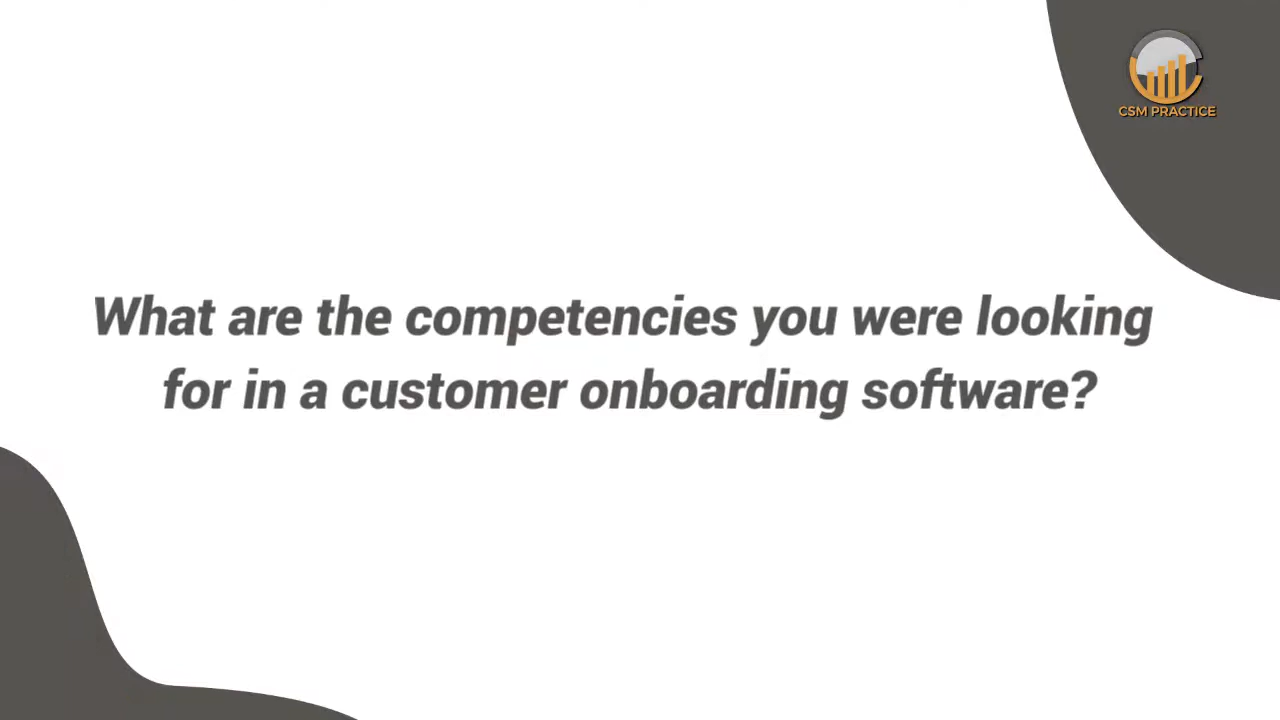 CSM PRACTICE
What are the competencies you were looking
for in a customer onboarding software?